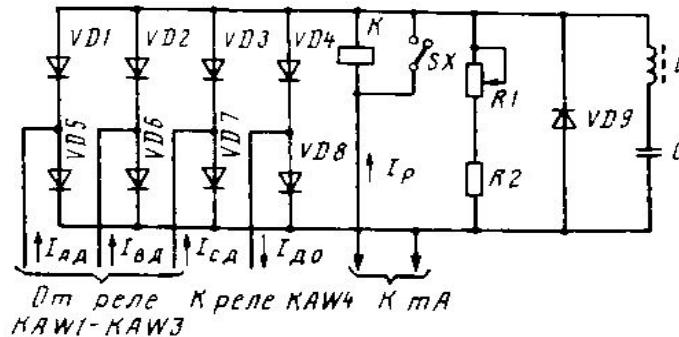 VD1 VD2 VD3 VD4 K
SX
R1
VD9
VD5 VD6 VD7 VD8
Iр
R2
IАД IВД IСД IДО
От реле К реле KAW4 К mA
KAW1-KAW3